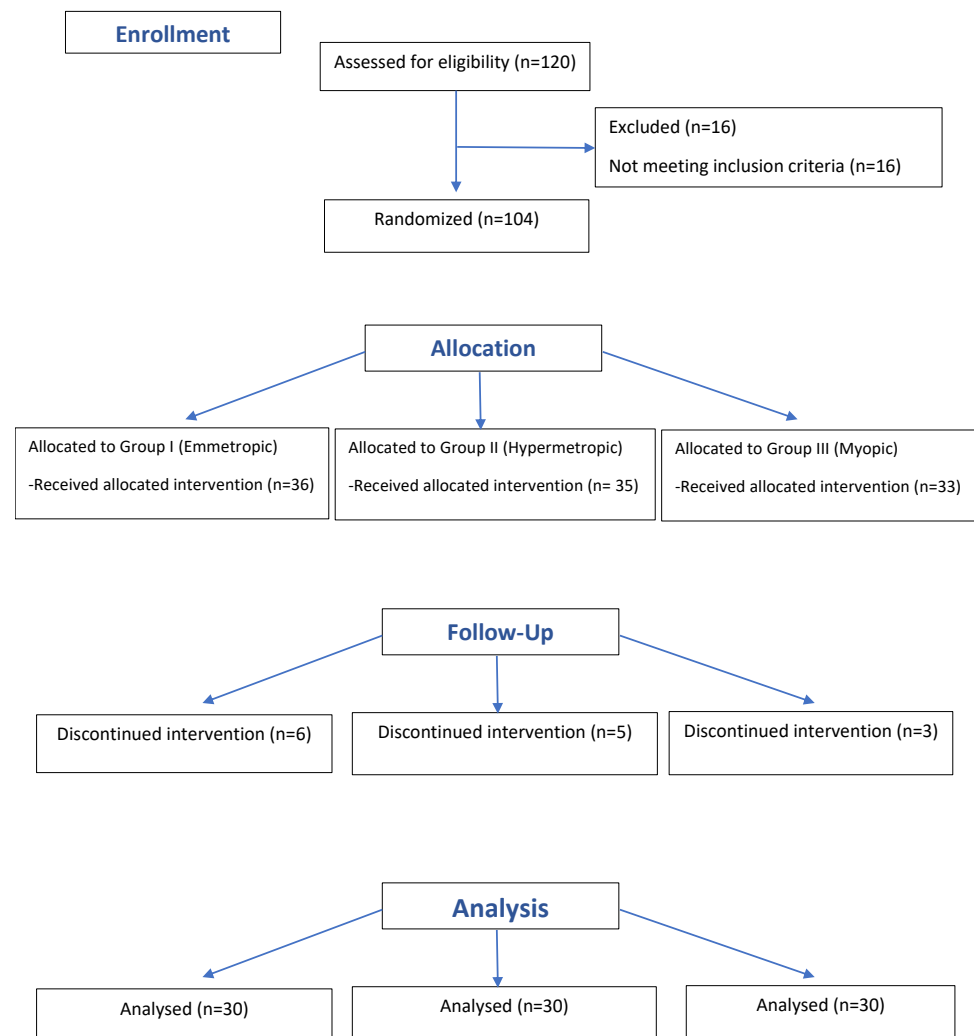 Enrollment
Assessed for eligibility (n=120)
Excluded (n=16)
Not meeting inclusion criteria (n=16)
Randomized (n=104)
Allocation
Allocated to Group I (Emmetropic)
-Received allocated intervention (n=36)
Allocated to Group II (Hypermetropic)
-Received allocated intervention (n= 35)
Allocated to Group III (Myopic)
-Received allocated intervention (n=33)
Follow-Up
Discontinued intervention (n=6)
Discontinued intervention (n=5)
Discontinued intervention (n=3)
Analysis
Analysed (n=30)
Analysed (n=30)
Analysed (n=30)